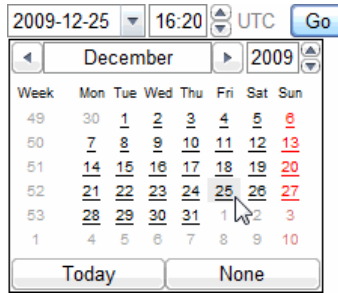 2009-12-25 16:20 UTC Go
December 2009
Week Mon Tue Wed Thu Fri Sat Sun
49 30 1 2 3 4 5 6
50 7 8 9 10 11 12 13
51 14 15 16 17 18 19 20
52 21 22 23 24 25 26 27
53 28 29 30 31 1 2 3
1 4 5 6 7 8 9 10
Today None